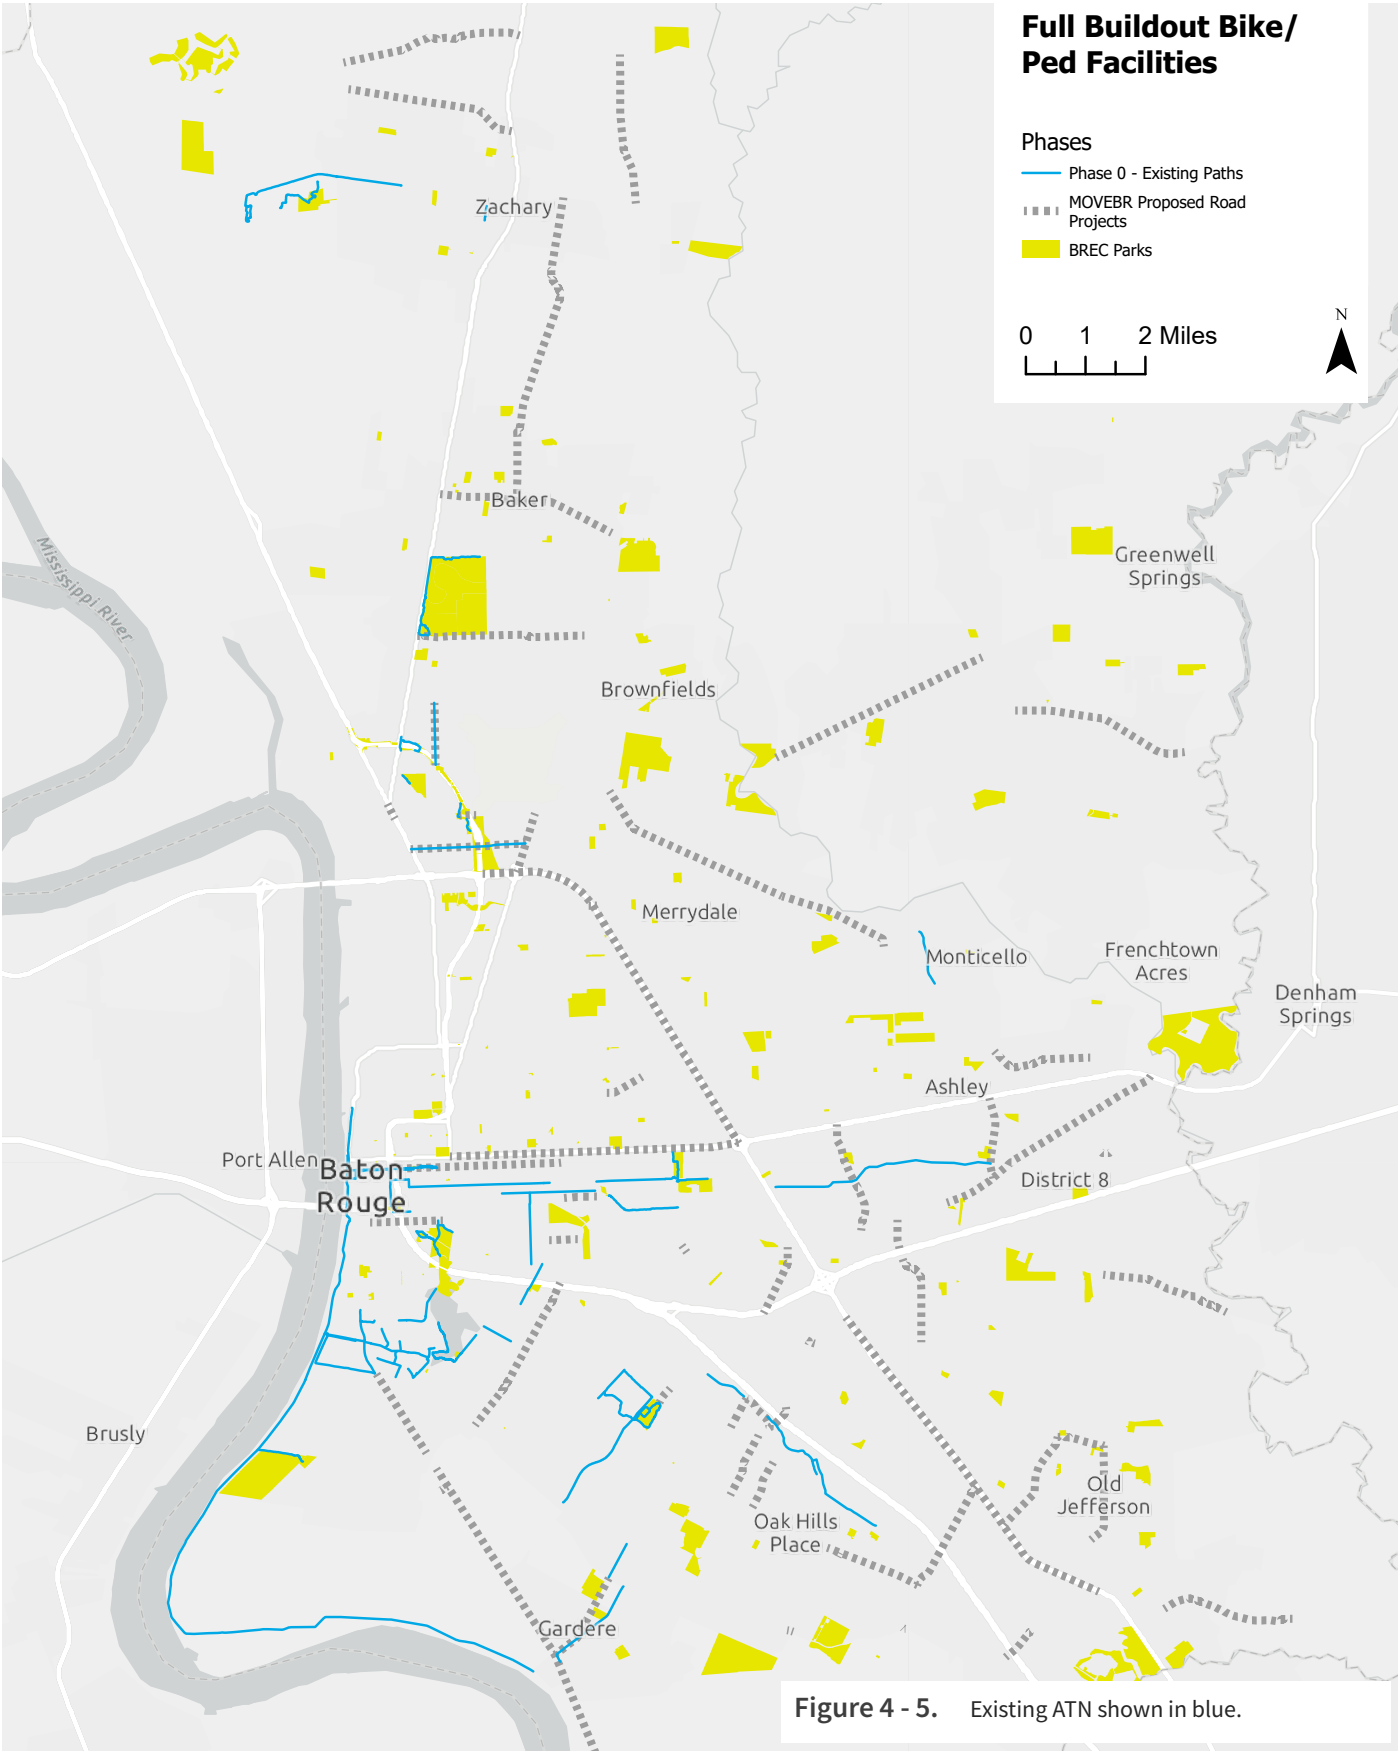 Full Buildout Bike/
Ped Facilities
Phases
Phase 0 - Existing Paths
MOVEBR Proposed Road
Projects
BREC Parks
0 1 2 Miles
N
Zachary
Baker
Mississippi River
Greenwell
Springs
Brownfields
Merrydale
Monticello
Frenchtown
Acres
Denham
Springs
Ashley
Port Allen
Baton
Rouge
District 8
Brusly
Old
Jefferson
Oak Hills
Place
Gardere
Figure 4 - 5. Existing ATN shown in blue.